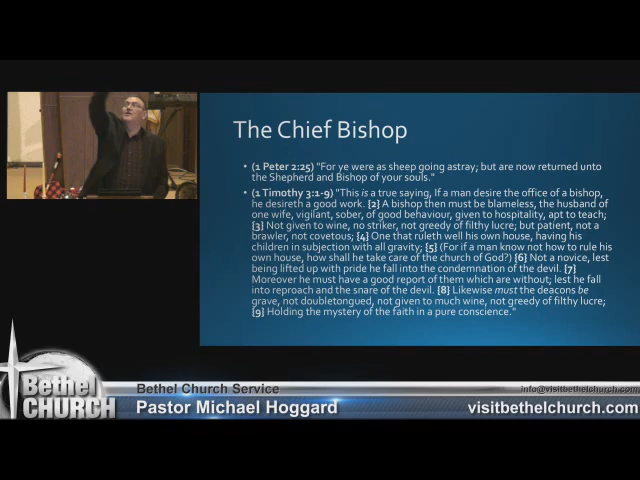 The Chief Bishop
• (1 Peter 2:25) "For ye were as sheep going astray; but are now returned unto
the Shepherd and Bishop of your souls."
• (1 Timothy 3:1-9) "This is a true saying, If a man desire the office of a bishop,
he desireth a good work. {2} A bishop then must be blameless, the husband of
one wife, vigilant, sober, of good behaviour, given to hospitality, apt to teach;
{3} Not given to wine, no striker, not greedy of filthy lucre; but patient, not a
brawler, not covetous; {4} One that ruleth well his own house, having his
children in subjection with all gravity; {5} (For if a man know not how to rule his
own house, how shall he take care of the church of God?) {6} Not a novice, lest
being lifted up with pride he fall into the condemnation of the devil. {7}
Moreover he must have a good report of them which are without; lest he fall
into reproach and the snare of the devil. {8} Likewise must the deacons be
grave, not doubletongued, not given to much wine, not greedy of filthy lucre;
{9} Holding the mystery of the faith in a pure conscience."
Bethel
CHURCH
Bethel Church Service
info@visitbethelchurch.com
Pastor Michael Hoggard
visitbethelchurch.com